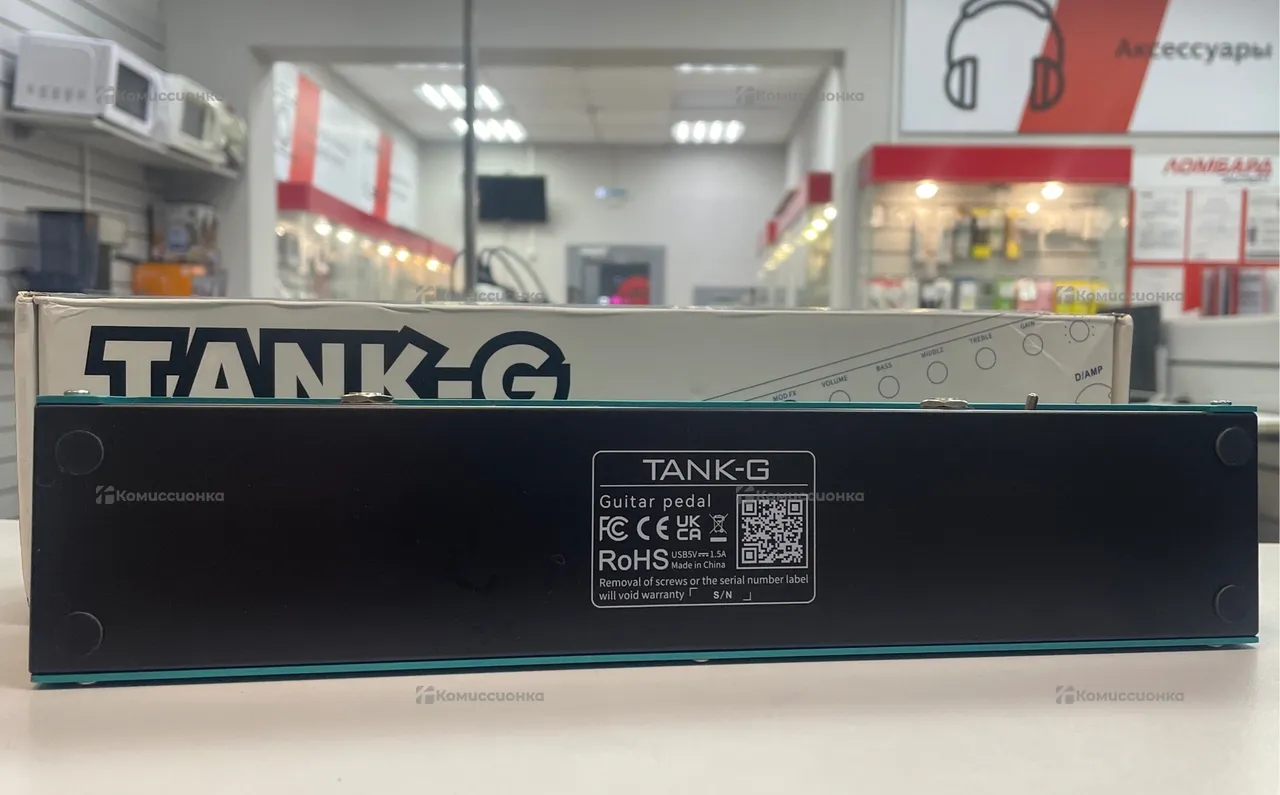 Аксессуары
ЛОМБАРД
TANK-G
MOD FX
VOLUME
BASS
MIDDLE
TREBLE
GAIN
D/AMP
TANK-G
Guitar pedal
FC CE UK CA
RoHS
USB5V⎓1.5A
Made in China
Removal of screws or the serial number label
will void warranty
S/N
Комиссионка
Комиссионка
Комиссионка
Комиссионка
Комиссионка
Комиссионка
Комиссионка
Комиссионка